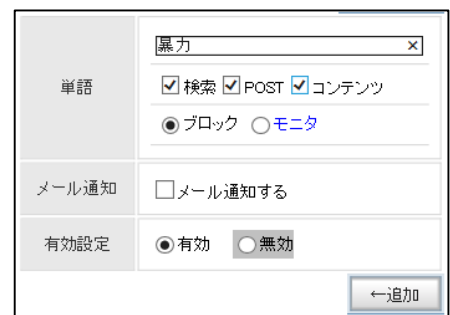 暴力 ×
単語
検索 POST コンテンツ
ブロック モニタ
メール通知 メール通知する
有効設定 有効 無効
←追加